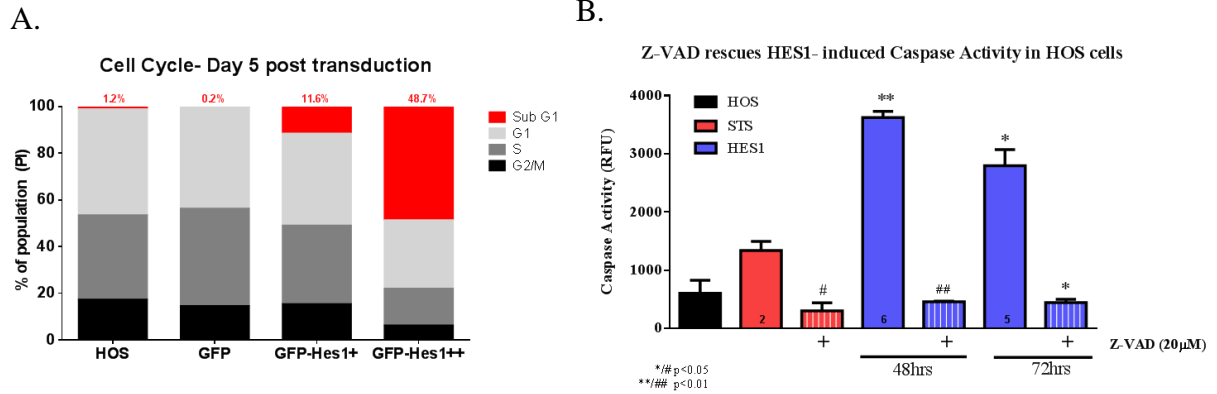 A.
Cell Cycle- Day 5 post transduction
1.2% 0.2% 11.6% 48.7%
Sub G1
G1
S
G2/M
% of population (PI)
100
80
60
40
20
0
HOS GFP GFP-Hes1+ GFP-Hes1++
B.
Z-VAD rescues HES1- induced Caspase Activity in HOS cells
HOS
STS
HES1
Caspase Activity (RFU)
4000
3000
2000
1000
0
# ** ## * *
2 6 5
+ + + Z-VAD (20μM)
48hrs 72hrs
*/# p<0.05
**/## p<0.01